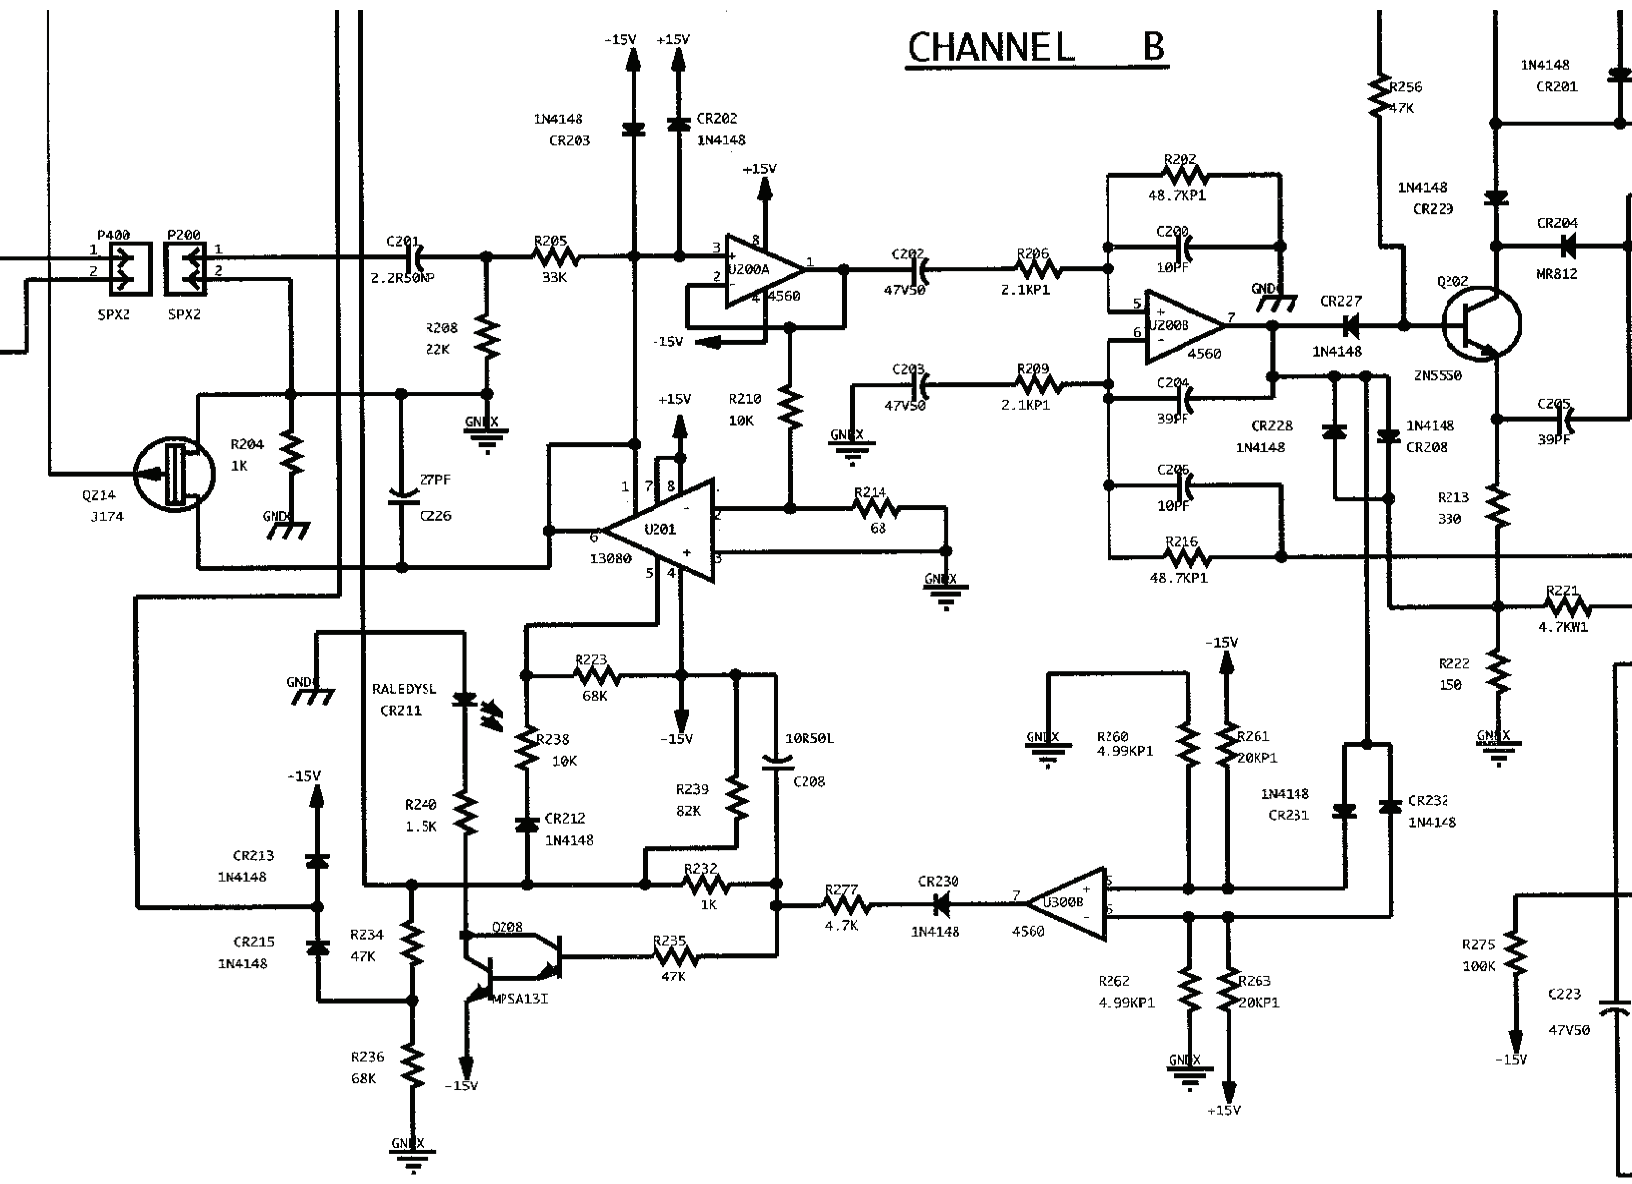 CHANNEL B
-15V +15V
1N4148
CR203
CR202
1N4148
+15V
R256
47K
1N4148
CR201
R202
48.7KP1
1N4148
CR229
CR204
MR812
P400
1
2
SPX2
P200
1
2
SPX2
C201
2.2R50NP
R205
33K
3
+
2
-
8
1
U200A
4
4560
-15V
C202
47V50
R206
2.1KP1
C200
10PF
5
+
6
-
U200B
7
4560
CR227
1N4148
Q202
2N5550
R208
22K
GNDX
R204
1K
Q214
J174
27PF
C226
+15V
R210
10K
C203
47V50
R209
2.1KP1
GNDX
C204
39PF
CR228
1N4148
1N4148
CR208
C205
39PF
1
7
8
-
2
U201
6
13080
+
3
5
4
R214
68
GNDX
C206
10PF
R216
48.7KP1
R213
330
R221
4.7KW1
R222
150
R223
68K
-15V
RALEDYSL
CR211
R238
10K
10R50L
C208
R239
82K
-15V
R240
1.5K
CR212
1N4148
CR213
1N4148
CR215
1N4148
R234
47K
R232
1K
R235
47K
Q208
MPSA13I
R236
68K
-15V
GNDX
-15V
GNDX
R260
4.99KP1
R261
20KP1
1N4148
CR231
CR232
1N4148
R277
4.7K
CR230
1N4148
7
U300B
4560
+
-
R262
4.99KP1
R263
20KP1
GNDX
+15V
R275
100K
-15V
C223
47V50